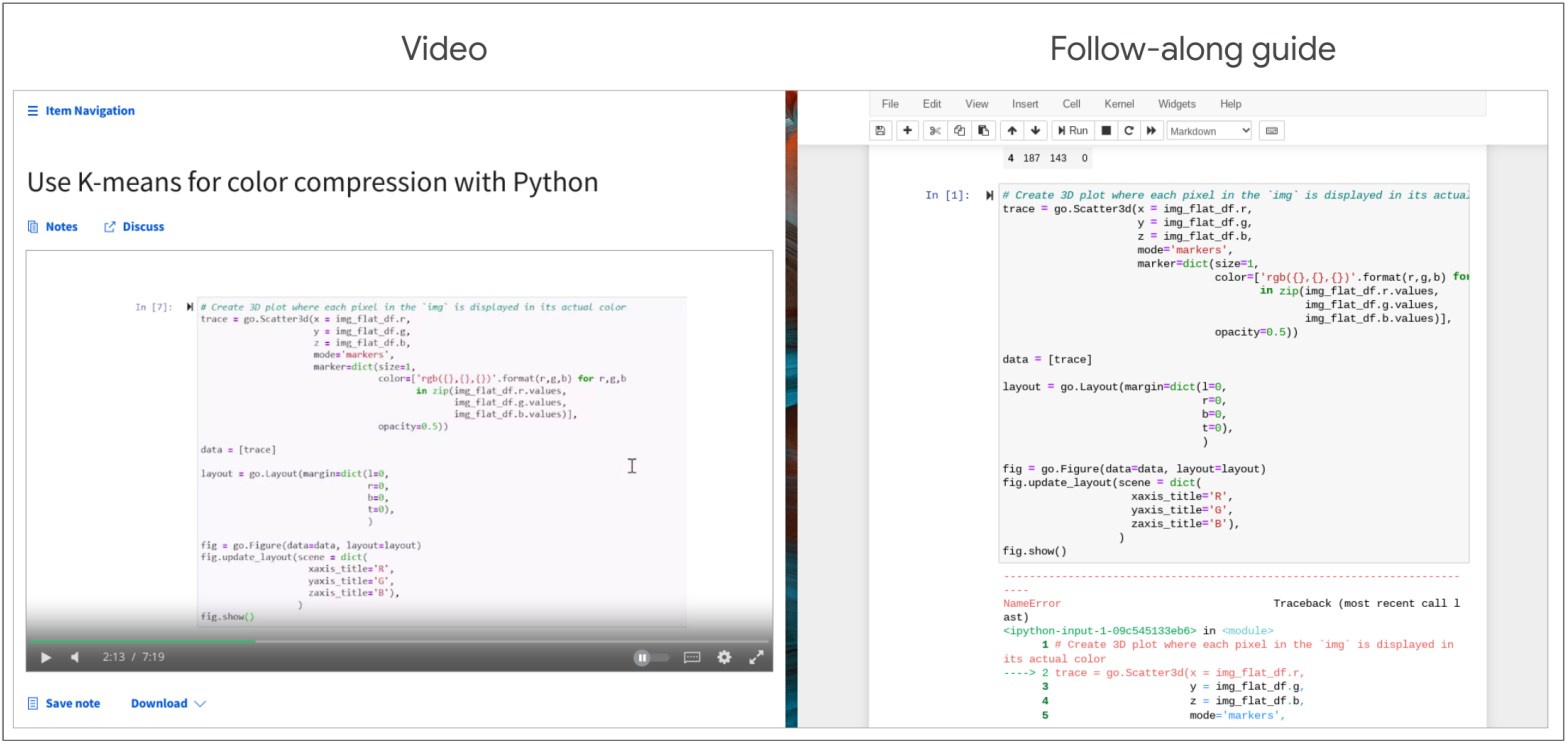 Video
Follow-along guide
Item Navigation
Use K-means for color compression with Python
Notes
Discuss
In [7]:
# Create 3D plot where each pixel in the `img` is displayed in its actual color
trace = go.Scatter3d(x = img_flat_df.r,
y = img_flat_df.g,
z = img_flat_df.b,
mode='markers',
marker=dict(size=1,
color=['rgb({},{},{})'.format(r,g,b) for r,g,b
in zip(img_flat_df.r.values,
img_flat_df.g.values,
img_flat_df.b.values)],
opacity=0.5))
data = [trace]
layout = go.Layout(margin=dict(l=0,
r=0,
b=0,
t=0),
)
fig = go.Figure(data=data, layout=layout)
fig.update_layout(scene = dict(
xaxis_title='R',
yaxis_title='G',
zaxis_title='B'),
)
fig.show()
2:13 / 7:19
Save note
Download
File Edit View Insert Cell Kernel Widgets Help
Run
Markdown
4 187 143 0
In [1]:
# Create 3D plot where each pixel in the `img` is displayed in its actual
trace = go.Scatter3d(x = img_flat_df.r,
y = img_flat_df.g,
z = img_flat_df.b,
mode='markers',
marker=dict(size=1,
color=['rgb({},{},{})'.format(r,g,b) for
in zip(img_flat_df.r.values,
img_flat_df.g.values,
img_flat_df.b.values)],
opacity=0.5))
data = [trace]
layout = go.Layout(margin=dict(l=0,
r=0,
b=0,
t=0),
)
fig = go.Figure(data=data, layout=layout)
fig.update_layout(scene = dict(
xaxis_title='R',
yaxis_title='G',
zaxis_title='B'),
)
fig.show()
---------------------------------------------------------------------------
----
NameError Traceback (most recent call l
ast)
<ipython-input-1-09c545133eb6> in <module>
1 # Create 3D plot where each pixel in the `img` is displayed in
its actual color
----> 2 trace = go.Scatter3d(x = img_flat_df.r,
3 y = img_flat_df.g,
4 z = img_flat_df.b,
5 mode='markers',